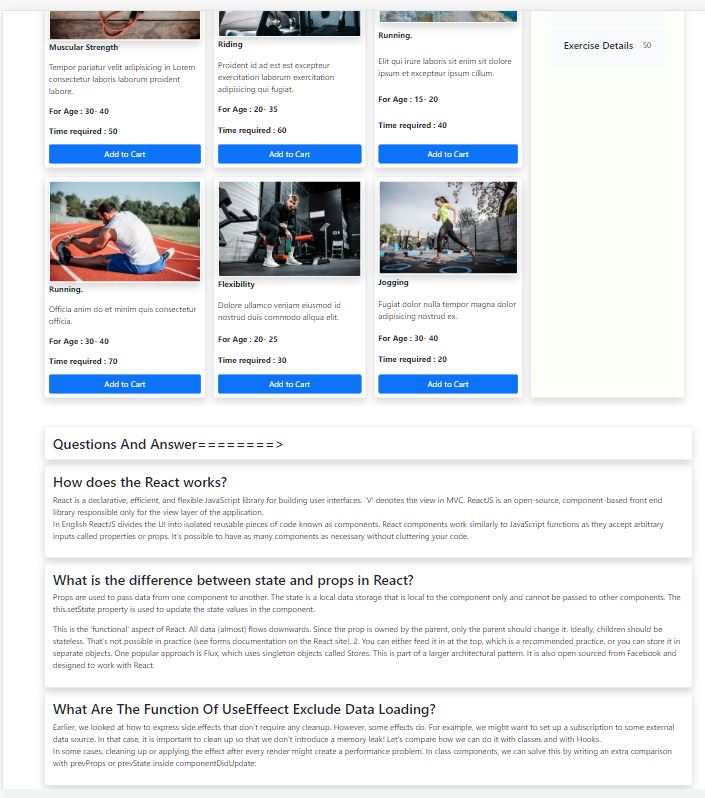 Muscular Strength
Tempor pariatur velit adipisicing in Lorem
consectetur laboris laborum proident
labore.
For Age : 30- 40
Time required : 50
Add to Cart
Riding
Proident id ad est est excepteur
exercitation laborum exercitation
adipisicing qui fugiat.
For Age : 20- 35
Time required : 60
Add to Cart
Running.
Elit qui irure laboris sit enim sit dolore
ipsum et excepteur ipsum cillum.
For Age : 15- 20
Time required : 40
Add to Cart
Exercise Details 50
Running.
Officia anim do et minim quis consectetur
officia.
For Age : 30- 40
Time required : 70
Add to Cart
Flexibility
Dolore ullamco veniam eiusmod id
nostrud duis commodo aliqua elit.
For Age : 20- 25
Time required : 30
Add to Cart
Jogging
Fugiat dolor nulla tempor magna dolor
adipisicing nostrud ex.
For Age : 30- 40
Time required : 20
Add to Cart
Questions And Answer========>
How does the React works?
React is a declarative, efficient, and flexible JavaScript library for building user interfaces. 'V' denotes the view in MVC. ReactJS is an open-source, component-based front end
library responsible only for the view layer of the application.
In English ReactJS divides the UI into isolated reusable pieces of code known as components. React components work similarly to JavaScript functions as they accept arbitrary
inputs called properties or props. It's possible to have as many components as necessary without cluttering your code.
What is the difference between state and props in React?
Props are used to pass data from one component to another. The state is a local data storage that is local to the component only and cannot be passed to other components. The
this.setState property is used to update the state values in the component.
This is the 'functional' aspect of React. All data (almost) flows downwards. Since the prop is owned by the parent, only the parent should change it. Ideally, children should be
stateless. That's not possible in practice (see forms documentation on the React site). 2. You can either feed it in at the top, which is a recommended practice, or you can store it in
separate objects. One popular approach is Flux, which uses singleton objects called Stores. This is part of a larger architectural pattern. It is also open sourced from Facebook and
designed to work with React.
What Are The Function Of UseEffeect Exclude Data Loading?
Earlier, we looked at how to express side effects that don't require any cleanup. However, some effects do. For example, we might want to set up a subscription to some external
data source. In that case, it is important to clean up so that we don't introduce a memory leak! Let's compare how we can do it with classes and with Hooks.
In some cases, cleaning up or applying the effect after every render might create a performance problem. In class components, we can solve this by writing an extra comparison
with prevProps or prevState inside componentDidUpdate: